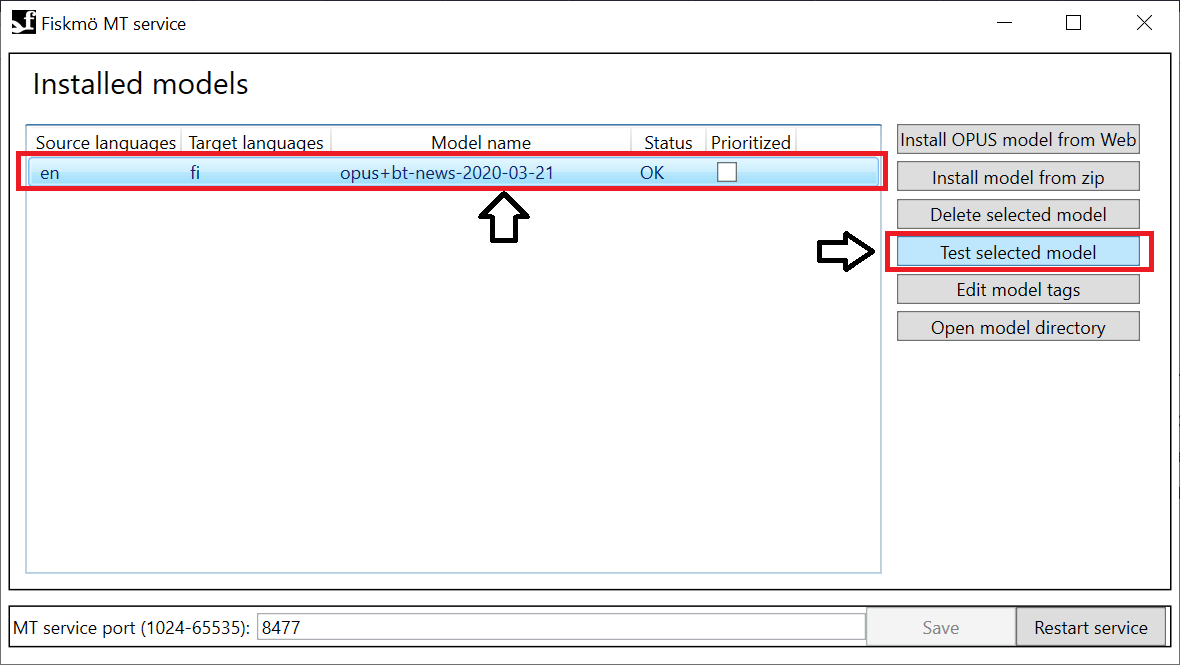 Fiskmö MT service
Installed models
Source languages Target languages Model name Status Prioritized
en fi opus+bt-news-2020-03-21 OK
Install OPUS model from Web
Install model from zip
Delete selected model
Test selected model
Edit model tags
Open model directory
MT service port (1024-65535): 8477 Save Restart service